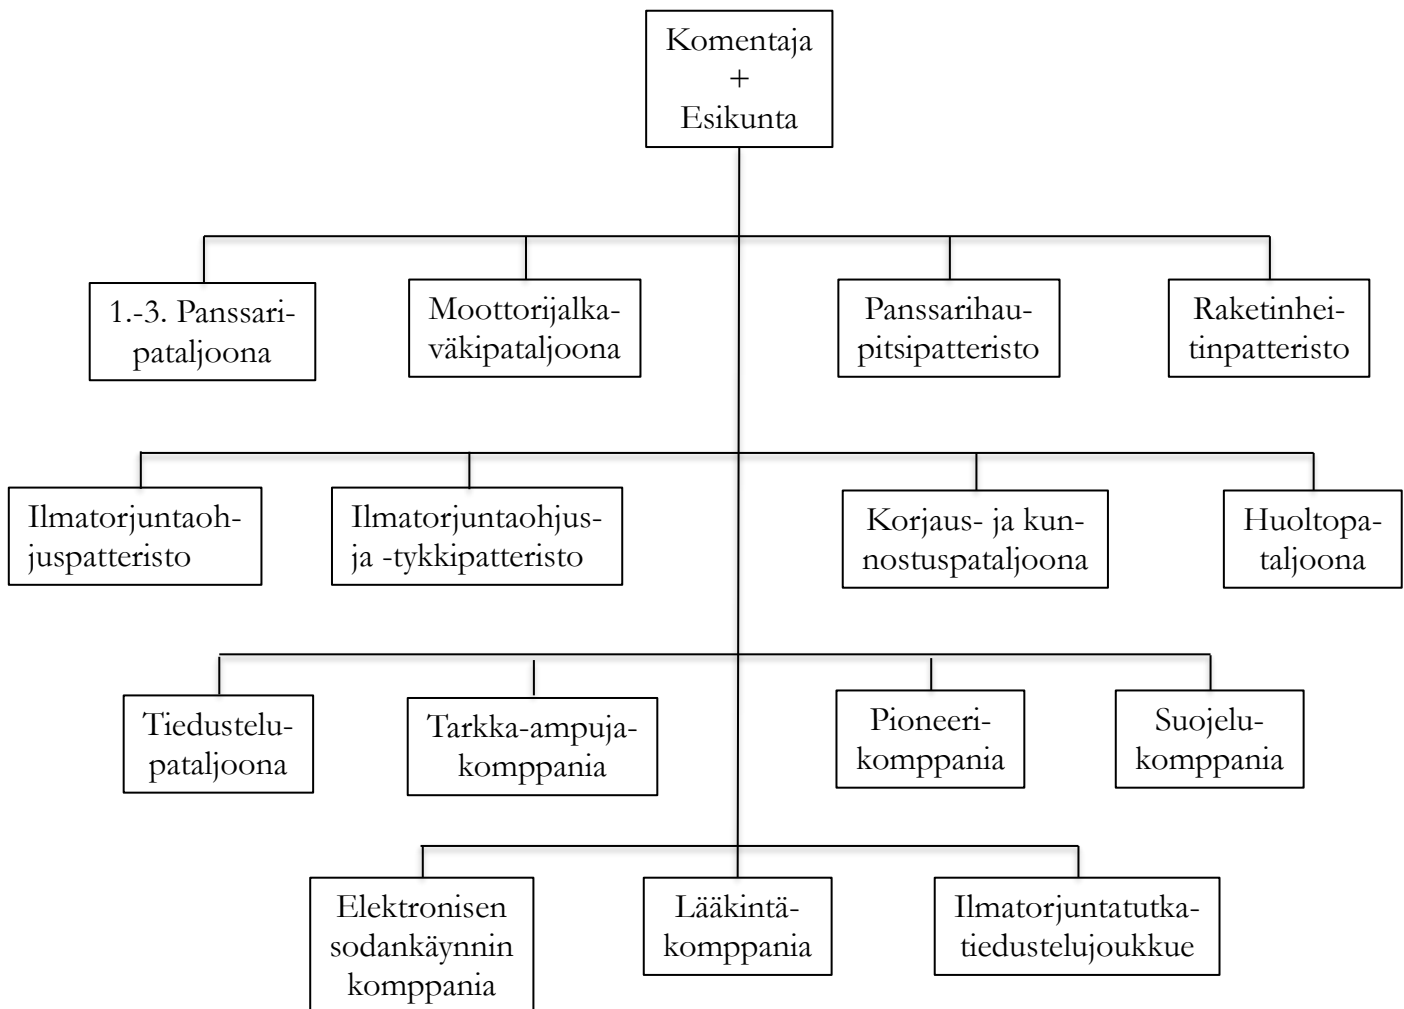 Komentaja
+
Esikunta
1.-3. Panssari-
pataljoona
Moottorijalka-
väkipataljoona
Panssarihau-
pitsipatteristo
Raketinhei-
tinpatteristo
Ilmatorjuntaoh-
juspatteristo
Ilmatorjuntaohjus-
ja -tykkipatteristo
Korjaus- ja kun-
nostuspataljoona
Huoltopa-
taljoona
Tiedustelu-
pataljoona
Tarkka-ampuja-
komppania
Pioneeri-
komppania
Suojelu-
komppania
Elektronisen
sodankäynnin
komppania
Lääkintä-
komppania
Ilmatorjuntatutka-
tiedustelujoukkue